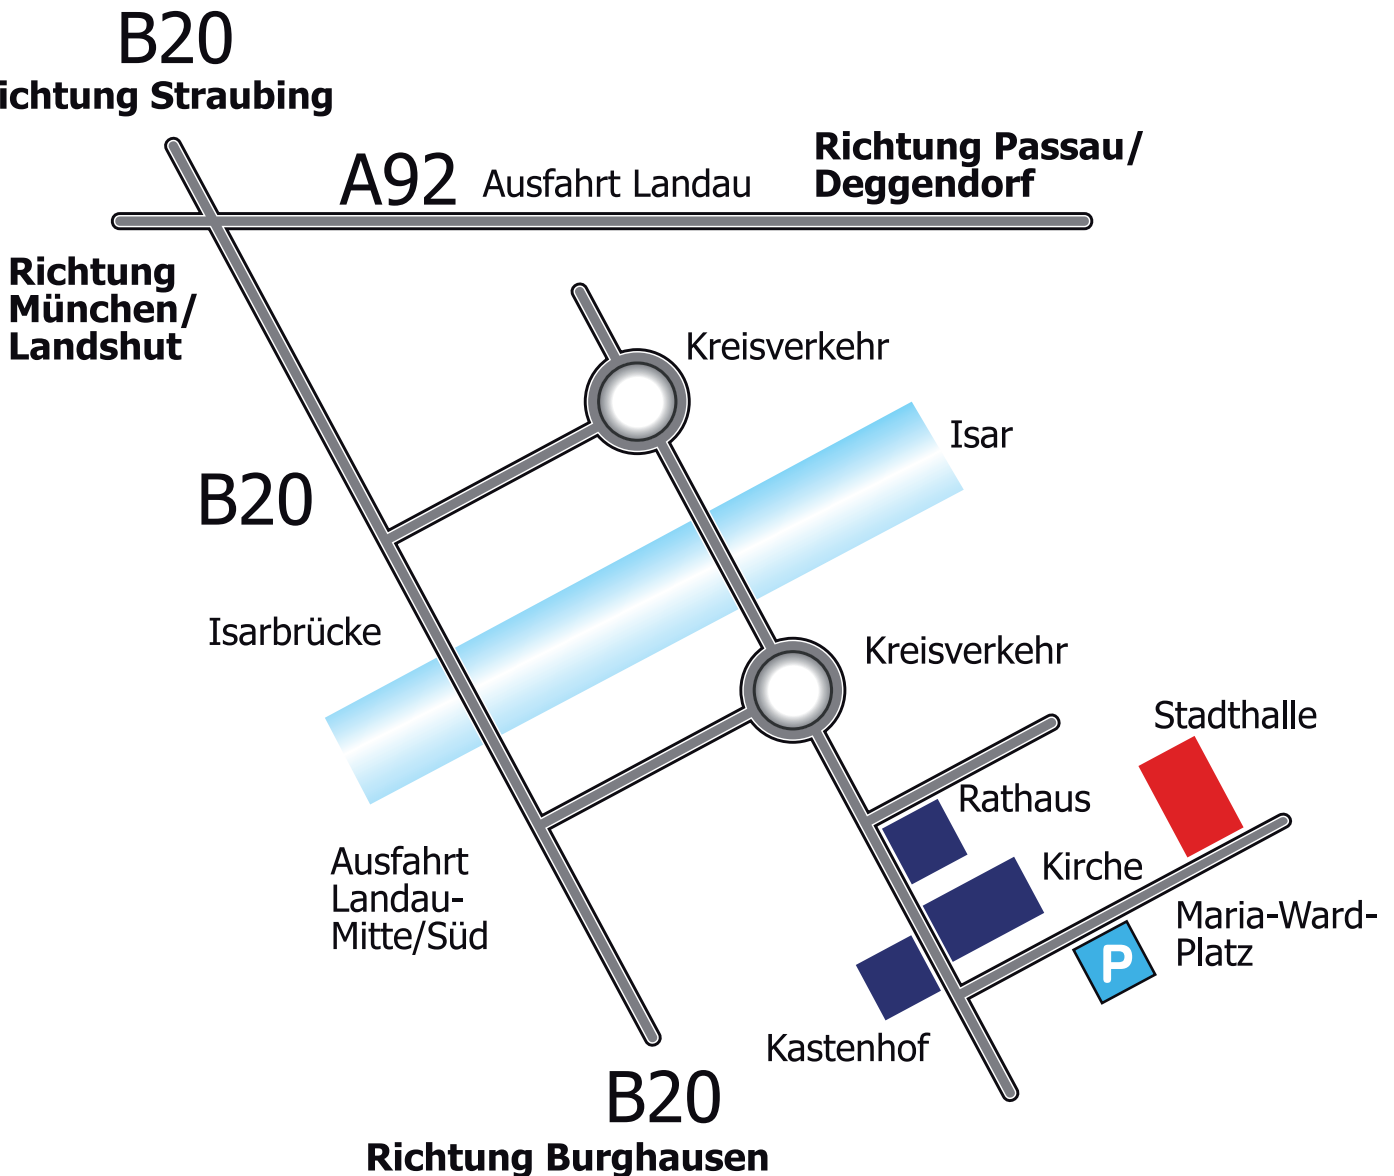 B20
ichtung Straubing
A92 Ausfahrt Landau
Richtung Passau/
Deggendorf
Richtung
München/
Landshut
Kreisverkehr
Isar
B20
Isarbrücke
Kreisverkehr
Stadthalle
Rathaus
Kirche
Ausfahrt
Landau-
Mitte/Süd
Maria-Ward-
Platz
P
Kastenhof
B20
Richtung Burghausen